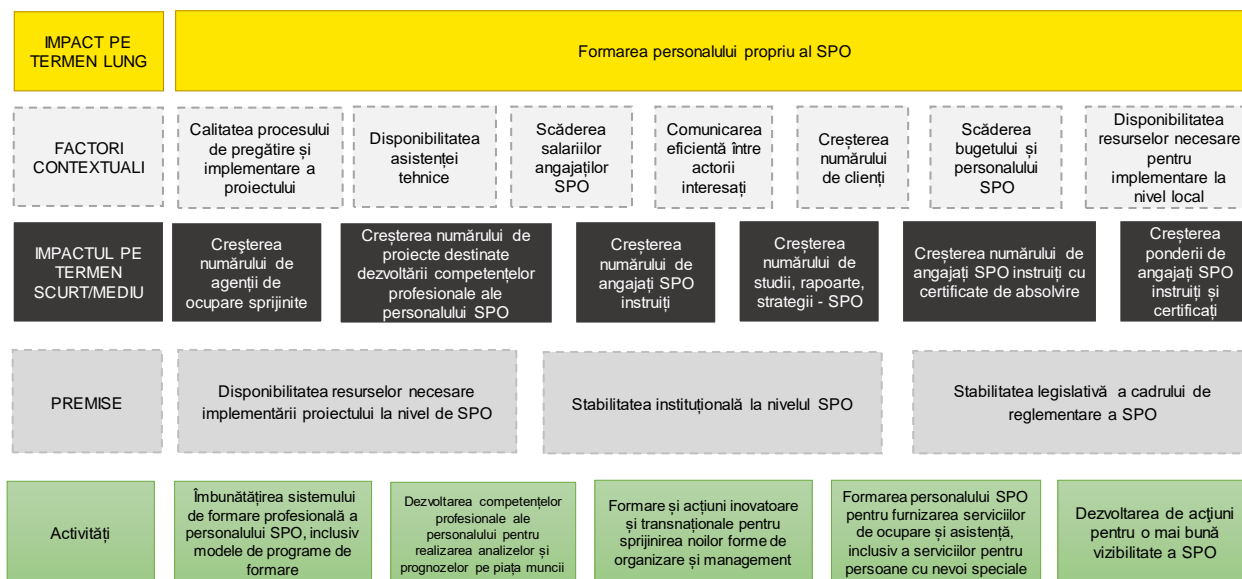 IMPACT PE
TERMEN LUNG
Formarea personalului propriu al SPO
FACTORI
CONTEXTUALI
Calitatea procesului
de pregătire și
implementare a
proiectului
Disponibilitatea
asistenței
tehnice
Scăderea
salariilor
angajaților
SPO
Comunicarea
eficientă între
actorii
interesați
Creșterea
numărului
de clienți
Scăderea
bugetului și
personalului
SPO
Disponibilitatea
resurselor necesare
pentru
implementare la
nivel local
IMPACTUL PE
TERMEN
SCURT/MEDIU
Creșterea
numărului de
agenții de
ocupare sprijinite
Creșterea numărului de
proiecte destinate
dezvoltării competențelor
profesionale ale
personalului SPO
Creșterea
numărului de
angajați SPO
instruiți
Creșterea
numărului de
studii, rapoarte,
strategii - SPO
Creșterea numărului de
angajați SPO instruiți cu
certificate de absolvire
Creșterea
ponderii de
angajați SPO
instruiți și
certificați
PREMISE
Disponibilitatea resurselor necesare
implementării proiectului la nivel de SPO
Stabilitatea instituțională la nivelul SPO
Stabilitatea legislativă a cadrului de
reglementare a SPO
Activități
Îmbunătățirea sistemului
de formare profesională a
personalului SPO, inclusiv
modele de programe de
formare
Dezvoltarea competențelor
profesionale ale
personalului pentru
realizarea analizelor și
prognozelor pe piața muncii
Formare și acțiuni inovatoare
și transnaționale pentru
sprijinirea noilor forme de
organizare și management
Formarea personalului SPO
pentru furnizarea serviciilor
de ocupare și asistență,
inclusiv a serviciilor pentru
persoane cu nevoi speciale
Dezvoltarea de acţiuni
pentru o mai bună
vizibilitate a SPO